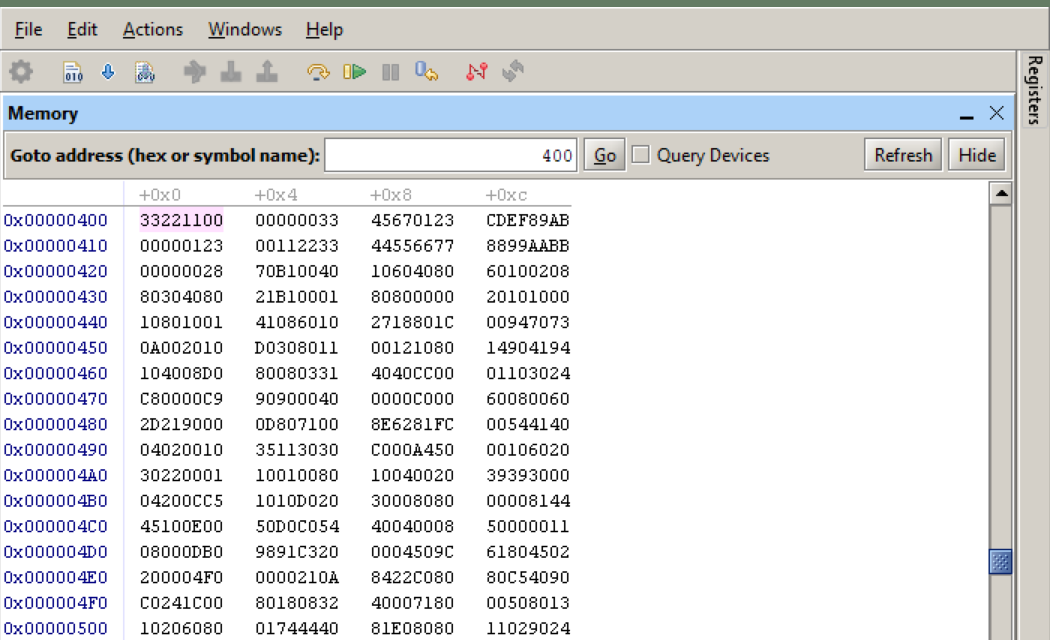 File Edit Actions Windows Help
Registers
Memory
Goto address (hex or symbol name): 400 Go Query Devices Refresh Hide
+0x0 +0x4 +0x8 +0xc
0x00000400 33221100 00000033 45670123 CDEF89AB
0x00000410 00000123 00112233 44556677 8899AABB
0x00000420 00000028 70B10040 10604080 60100208
0x00000430 80304080 21B10001 80800000 20101000
0x00000440 10801001 41086010 2718801C 00947073
0x00000450 0A002010 D0308011 00121080 14904194
0x00000460 104008D0 80080331 4040CC00 01103024
0x00000470 C80000C9 90900040 0000C000 60080060
0x00000480 2D219000 0D807100 8E6281FC 00544140
0x00000490 04020010 35113030 C000A450 00106020
0x000004A0 30220001 10010080 10040020 39393000
0x000004B0 04200CC5 1010D020 30008080 00008144
0x000004C0 45100E00 50D0C054 40040008 50000011
0x000004D0 08000DB0 9891C320 0004509C 61804502
0x000004E0 200004F0 0000210A 8422C080 80C54090
0x000004F0 C0241C00 80180832 40007180 00508013
0x00000500 10206080 01744440 81E08080 11029024